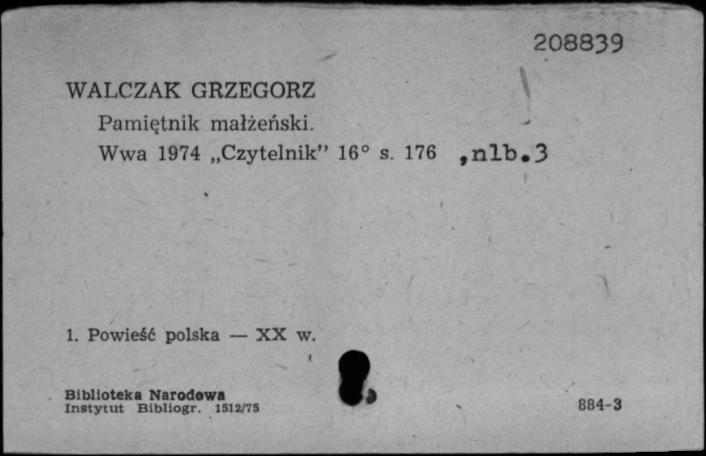 208839
WALCZAK GRZEGORZ
Pamiętnik małżeński.
Wwa 1974 „Czytelnik” 16° s. 176 ,nlb.3
1. Powieść polska — XX w.
Biblioteka Narodowa
Instytut Bibliogr. 1512/75
884-3